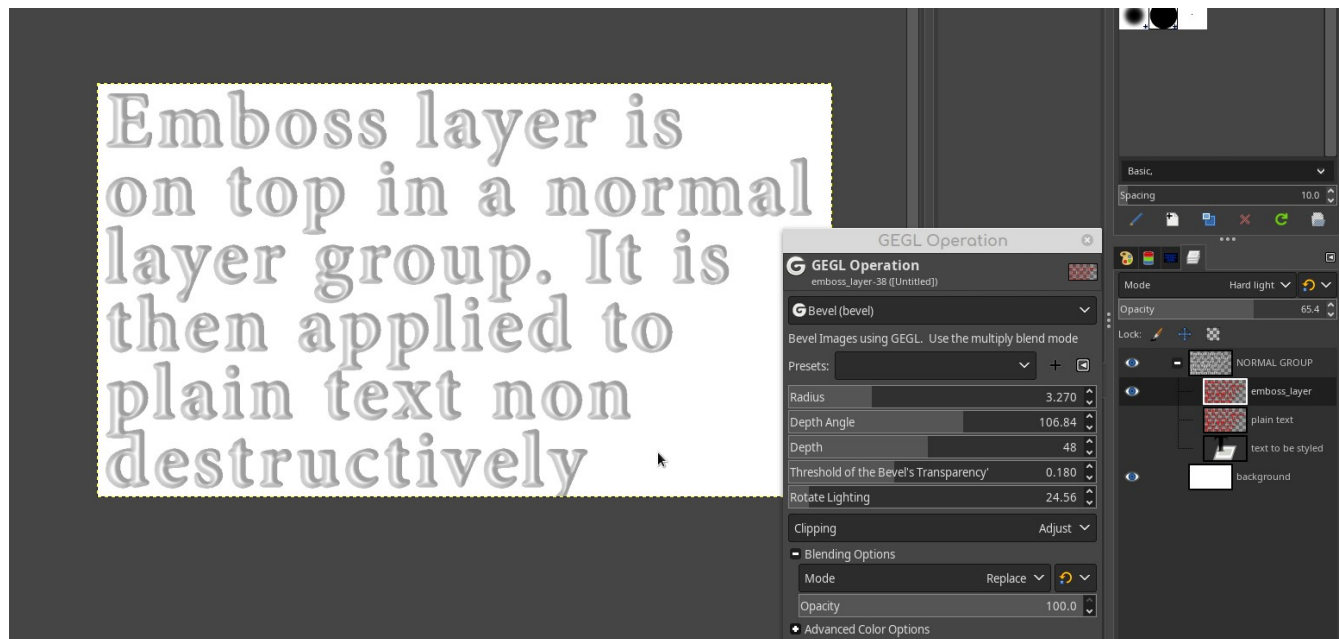 Emboss layer is
on top in a normal
layer group. It is
then applied to
plain text non
destructively
GEGL Operation
GEGL Operation
emboss_layer-38 ([Untitled])
Bevel (bevel)
Bevel Images using GEGL. Use the multiply blend mode
Presets:
Radius 3.270
Depth Angle 106.84
Depth 48
Threshold of the Bevel's Transparency' 0.180
Rotate Lighting 24.56
Clipping Adjust
Blending Options
Mode Replace
Opacity 100.0
Advanced Color Options
Basic,
Spacing 10.0
Mode Hard light
Opacity 65.4
Lock:
NORMAL GROUP
emboss_layer
plain text
text to be styled
background